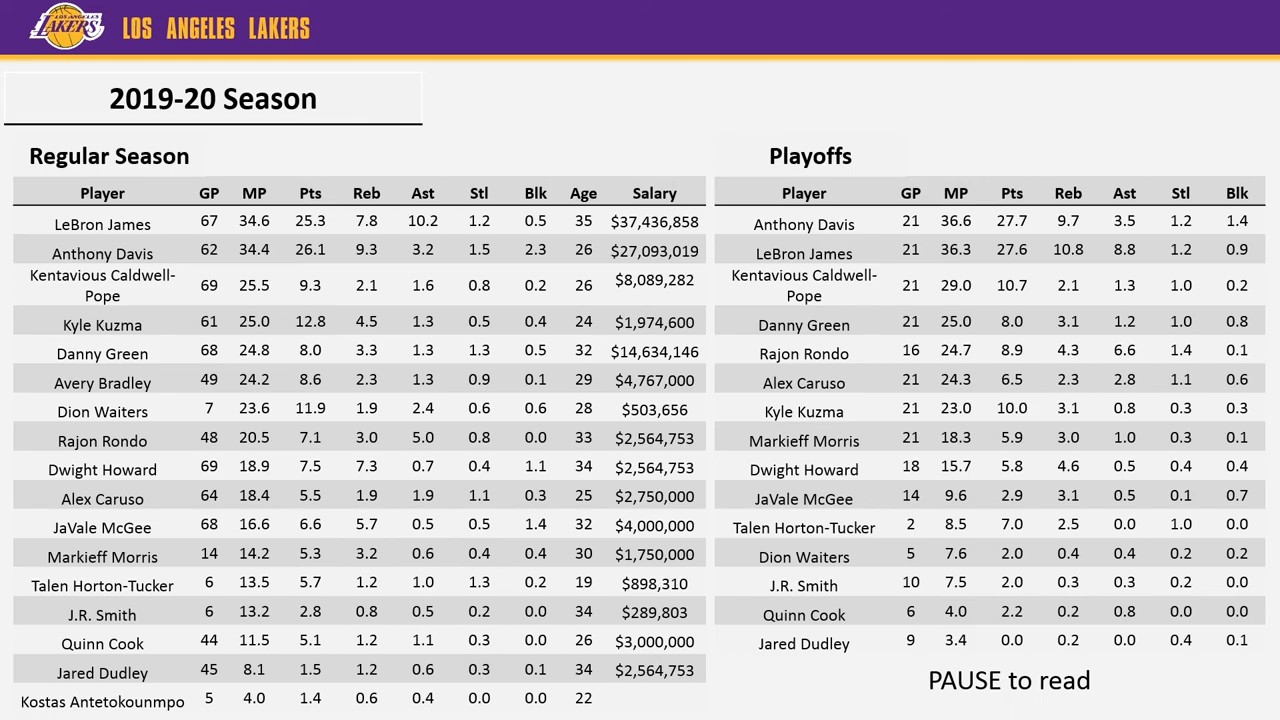 LOS ANGELES LAKERS
LOS ANGELES LAKERS
2019-20 Season
Regular Season
Player GP MP Pts Reb Ast Stl Blk Age Salary
LeBron James 67 34.6 25.3 7.8 10.2 1.2 0.5 35 $37,436,858
Anthony Davis 62 34.4 26.1 9.3 3.2 1.5 2.3 26 $27,093,019
Kentavious Caldwell-
Pope 69 25.5 9.3 2.1 1.6 0.8 0.2 26 $8,089,282
Kyle Kuzma 61 25.0 12.8 4.5 1.3 0.5 0.4 24 $1,974,600
Danny Green 68 24.8 8.0 3.3 1.3 1.3 0.5 32 $14,634,146
Avery Bradley 49 24.2 8.6 2.3 1.3 0.9 0.1 29 $4,767,000
Dion Waiters 7 23.6 11.9 1.9 2.4 0.6 0.6 28 $503,656
Rajon Rondo 48 20.5 7.1 3.0 5.0 0.8 0.0 33 $2,564,753
Dwight Howard 69 18.9 7.5 7.3 0.7 0.4 1.1 34 $2,564,753
Alex Caruso 64 18.4 5.5 1.9 1.9 1.1 0.3 25 $2,750,000
JaVale McGee 68 16.6 6.6 5.7 0.5 0.5 1.4 32 $4,000,000
Markieff Morris 14 14.2 5.3 3.2 0.6 0.4 0.4 30 $1,750,000
Talen Horton-Tucker 6 13.5 5.7 1.2 1.0 1.3 0.2 19 $898,310
J.R. Smith 6 13.2 2.8 0.8 0.5 0.2 0.0 34 $289,803
Quinn Cook 44 11.5 5.1 1.2 1.1 0.3 0.0 26 $3,000,000
Jared Dudley 45 8.1 1.5 1.2 0.6 0.3 0.1 34 $2,564,753
Kostas Antetokounmpo 5 4.0 1.4 0.6 0.4 0.0 0.0 22
Playoffs
Player GP MP Pts Reb Ast Stl Blk
Anthony Davis 21 36.6 27.7 9.7 3.5 1.2 1.4
LeBron James 21 36.3 27.6 10.8 8.8 1.2 0.9
Kentavious Caldwell-
Pope 21 29.0 10.7 2.1 1.3 1.0 0.2
Danny Green 21 25.0 8.0 3.1 1.2 1.0 0.8
Rajon Rondo 16 24.7 8.9 4.3 6.6 1.4 0.1
Alex Caruso 21 24.3 6.5 2.3 2.8 1.1 0.6
Kyle Kuzma 21 23.0 10.0 3.1 0.8 0.3 0.3
Markieff Morris 21 18.3 5.9 3.0 1.0 0.3 0.1
Dwight Howard 18 15.7 5.8 4.6 0.5 0.4 0.4
JaVale McGee 14 9.6 2.9 3.1 0.5 0.1 0.7
Talen Horton-Tucker 2 8.5 7.0 2.5 0.0 1.0 0.0
Dion Waiters 5 7.6 2.0 0.4 0.4 0.2 0.2
J.R. Smith 10 7.5 2.0 0.3 0.3 0.2 0.0
Quinn Cook 6 4.0 2.2 0.2 0.8 0.0 0.0
Jared Dudley 9 3.4 0.0 0.2 0.0 0.4 0.1
PAUSE to read